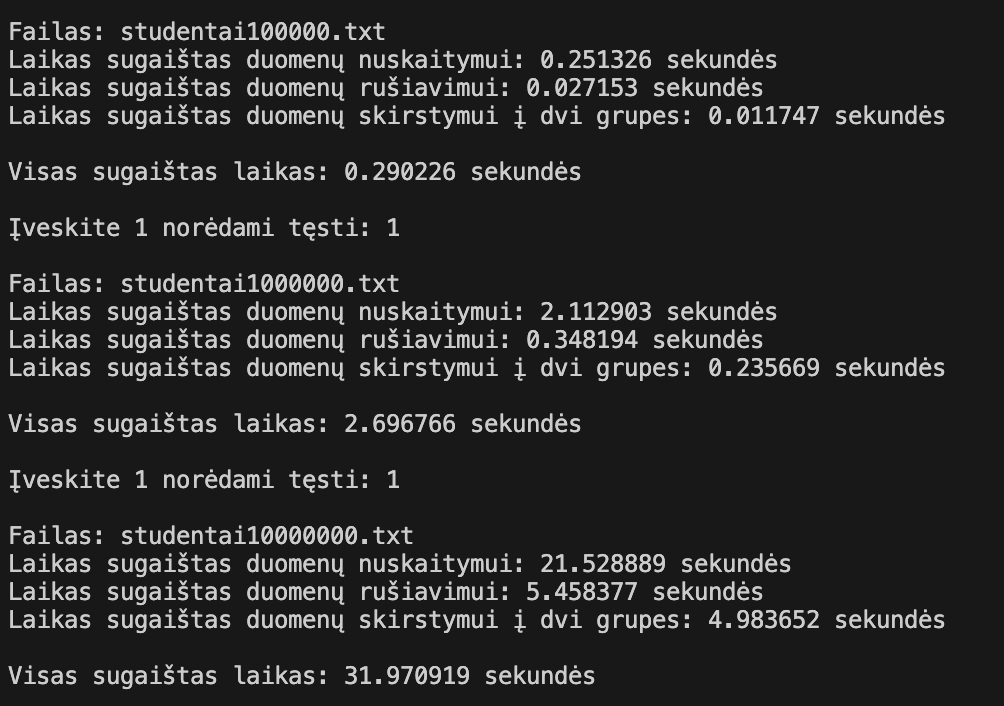 Failas: studentai100000.txt
Laikas sugaištas duomenų nuskaitymui: 0.251326 sekundės
Laikas sugaištas duomenų rušiavimui: 0.027153 sekundės
Laikas sugaištas duomenų skirstymui į dvi grupes: 0.011747 sekundės
Visas sugaištas laikas: 0.290226 sekundės
Įveskite 1 norėdami tęsti: 1
Failas: studentai1000000.txt
Laikas sugaištas duomenų nuskaitymui: 2.112903 sekundės
Laikas sugaištas duomenų rušiavimui: 0.348194 sekundės
Laikas sugaištas duomenų skirstymui į dvi grupes: 0.235669 sekundės
Visas sugaištas laikas: 2.696766 sekundės
Įveskite 1 norėdami tęsti: 1
Failas: studentai10000000.txt
Laikas sugaištas duomenų nuskaitymui: 21.528889 sekundės
Laikas sugaištas duomenų rušiavimui: 5.458377 sekundės
Laikas sugaištas duomenų skirstymui į dvi grupes: 4.983652 sekundės
Visas sugaištas laikas: 31.970919 sekundės